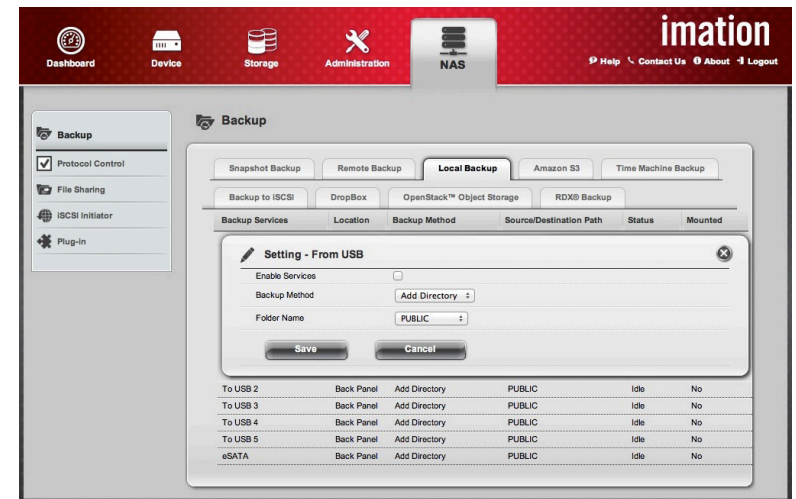 imation
Dashboard Device Storage Administration NAS
Help Contact Us About Logout
Backup
Protocol Control
File Sharing
iSCSI Initiator
Plug-in
Backup
Snapshot Backup Remote Backup Local Backup Amazon S3 Time Machine Backup
Backup to iSCSI DropBox OpenStack™ Object Storage RDX® Backup
Backup Services Location Backup Method Source/Destination Path Status Mounted
Setting - From USB
Enable Services
Backup Method Add Directory
Folder Name PUBLIC
Save Cancel
To USB 2 Back Panel Add Directory PUBLIC Idle No
To USB 3 Back Panel Add Directory PUBLIC Idle No
To USB 4 Back Panel Add Directory PUBLIC Idle No
To USB 5 Back Panel Add Directory PUBLIC Idle No
eSATA Back Panel Add Directory PUBLIC Idle No